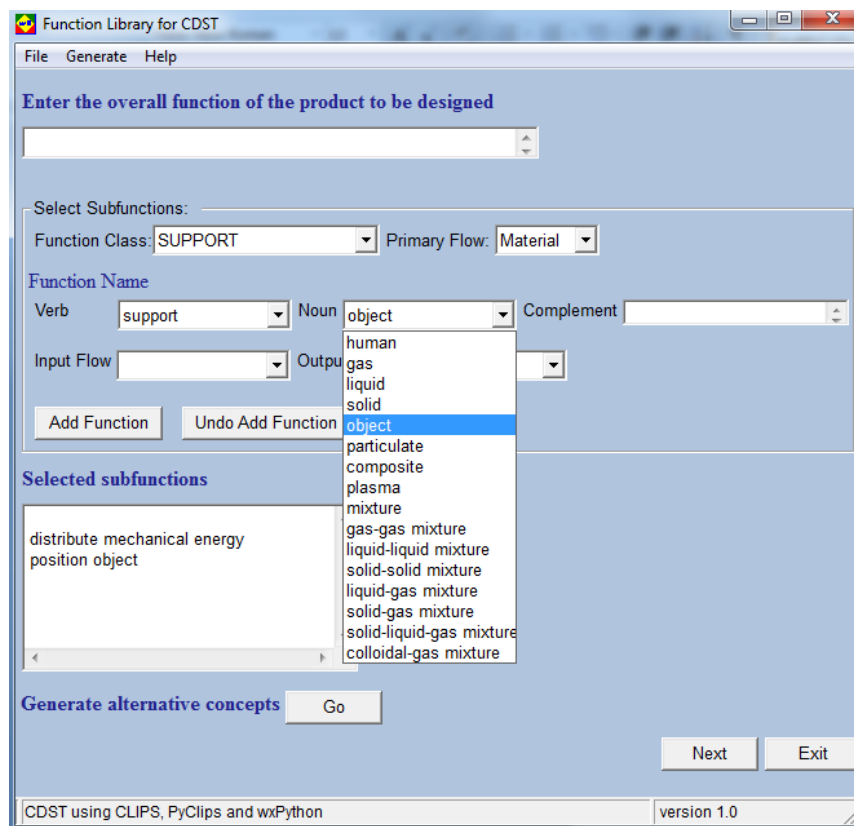 Function Library for CDST
File Generate Help
Enter the overall function of the product to be designed
Select Subfunctions:
Function Class: SUPPORT Primary Flow: Material
Function Name
Verb support Noun object Complement
human
gas
liquid
solid
object
particulate
composite
plasma
mixture
gas-gas mixture
liquid-liquid mixture
solid-solid mixture
liquid-gas mixture
solid-gas mixture
solid-liquid-gas mixture
colloidal-gas mixture
Input Flow Outpu
Add Function Undo Add Function
Selected subfunctions
distribute mechanical energy
position object
Generate alternative concepts Go
Next Exit
CDST using CLIPS, PyClips and wxPython version 1.0